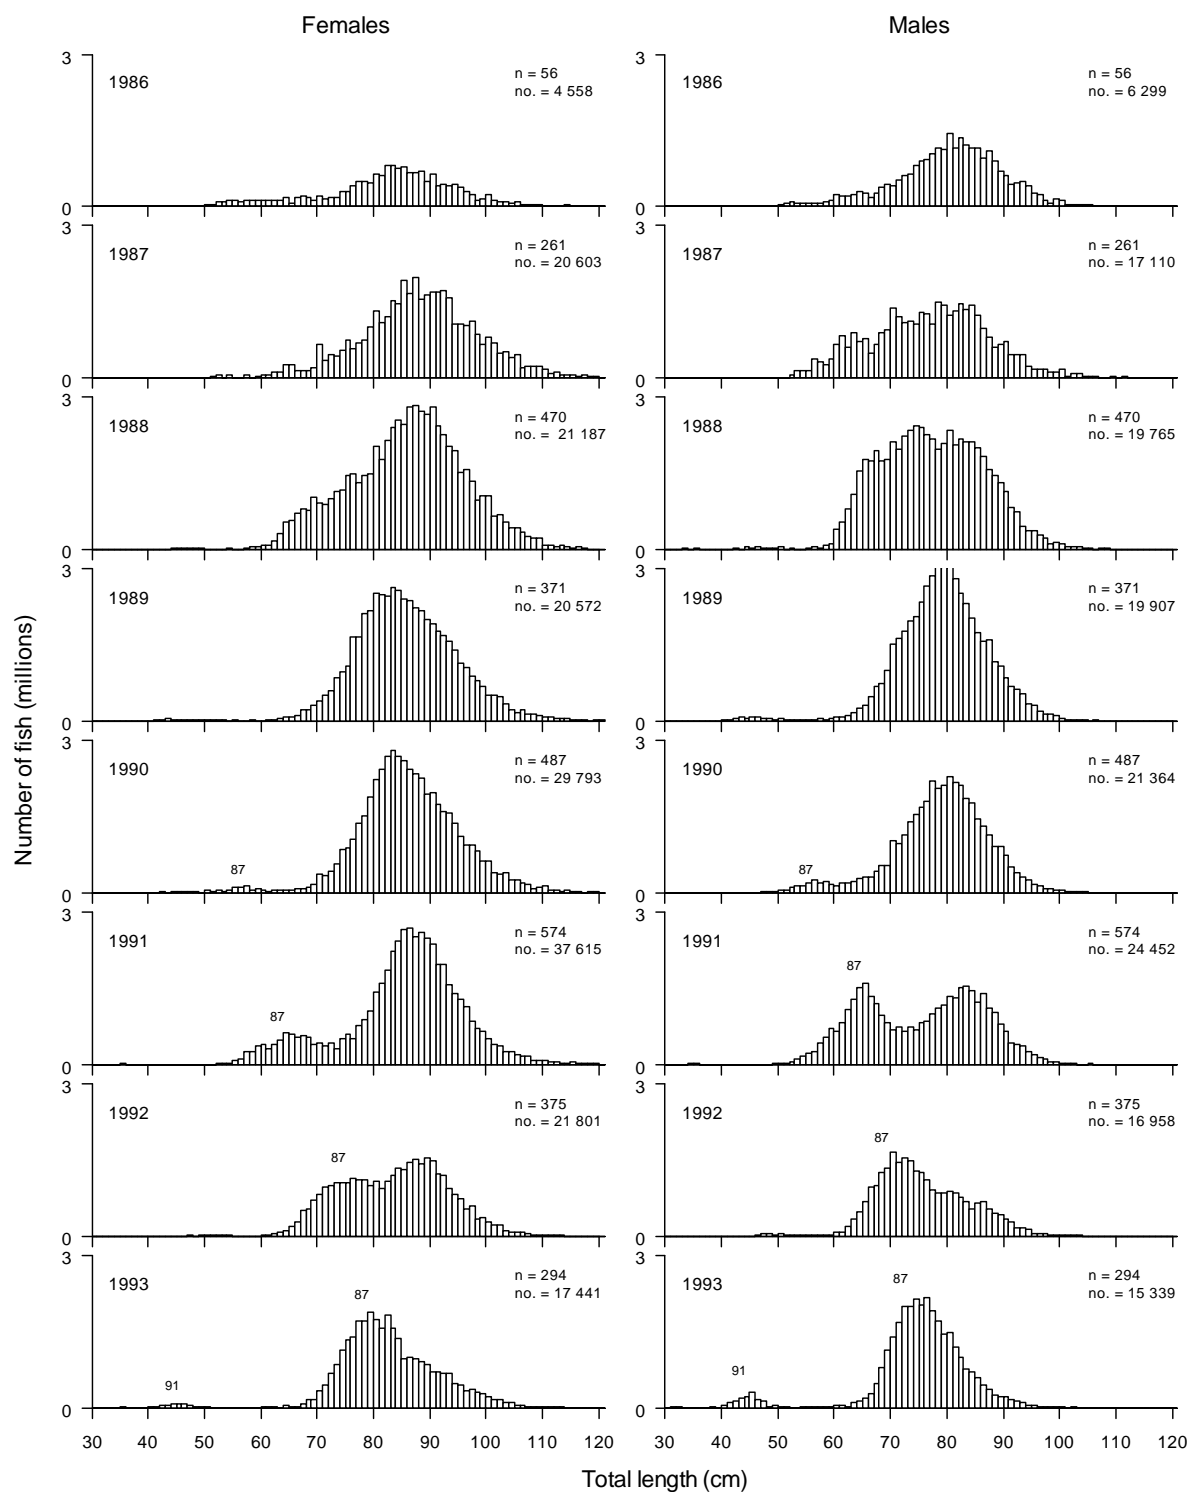 Females
Males
3
1986
n = 56
no. = 4 558
0
3
1986
n = 56
no. = 6 299
0
3
1987
n = 261
no. = 20 603
0
3
1987
n = 261
no. = 17 110
0
3
1988
n = 470
no. = 21 187
0
3
1988
n = 470
no. = 19 765
0
3
1989
n = 371
no. = 20 572
0
3
1989
n = 371
no. = 19 907
0
3
1990
n = 487
no. = 29 793
87
0
3
1990
n = 487
no. = 21 364
87
0
3
1991
n = 574
no. = 37 615
87
0
3
1991
n = 574
no. = 24 452
87
0
3
1992
n = 375
no. = 21 801
87
0
3
1992
n = 375
no. = 16 958
87
0
3
1993
n = 294
no. = 17 441
87
91
0
3
1993
n = 294
no. = 15 339
87
91
0
30 40 50 60 70 80 90 100 110 120
30 40 50 60 70 80 90 100 110 120
Number of fish (millions)
Total length (cm)